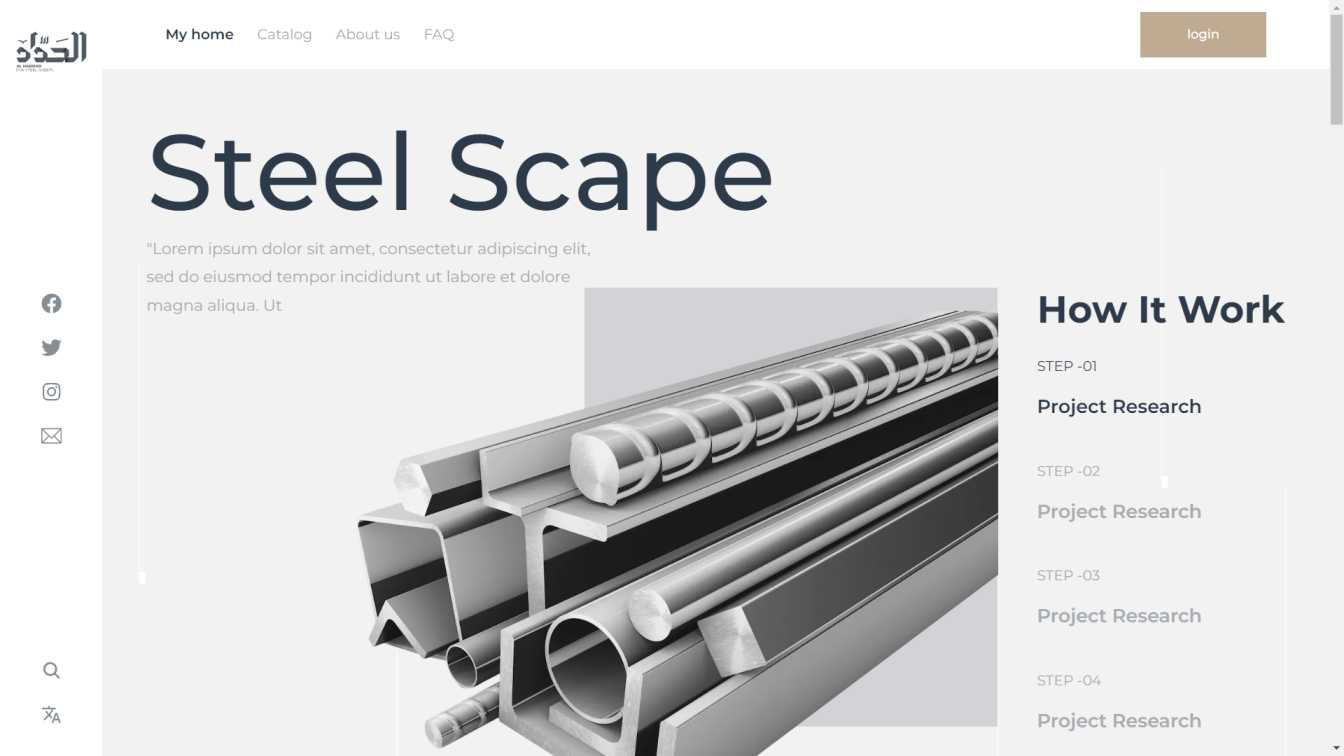 الحدّاد
My home
Catalog
About us
FAQ
login
Steel Scape
"Lorem ipsum dolor sit amet, consectetur adipiscing elit,
sed do eiusmod tempor incididunt ut labore et dolore
magna aliqua. Ut
How It Work
STEP -01
Project Research
STEP -02
Project Research
STEP -03
Project Research
STEP -04
Project Research